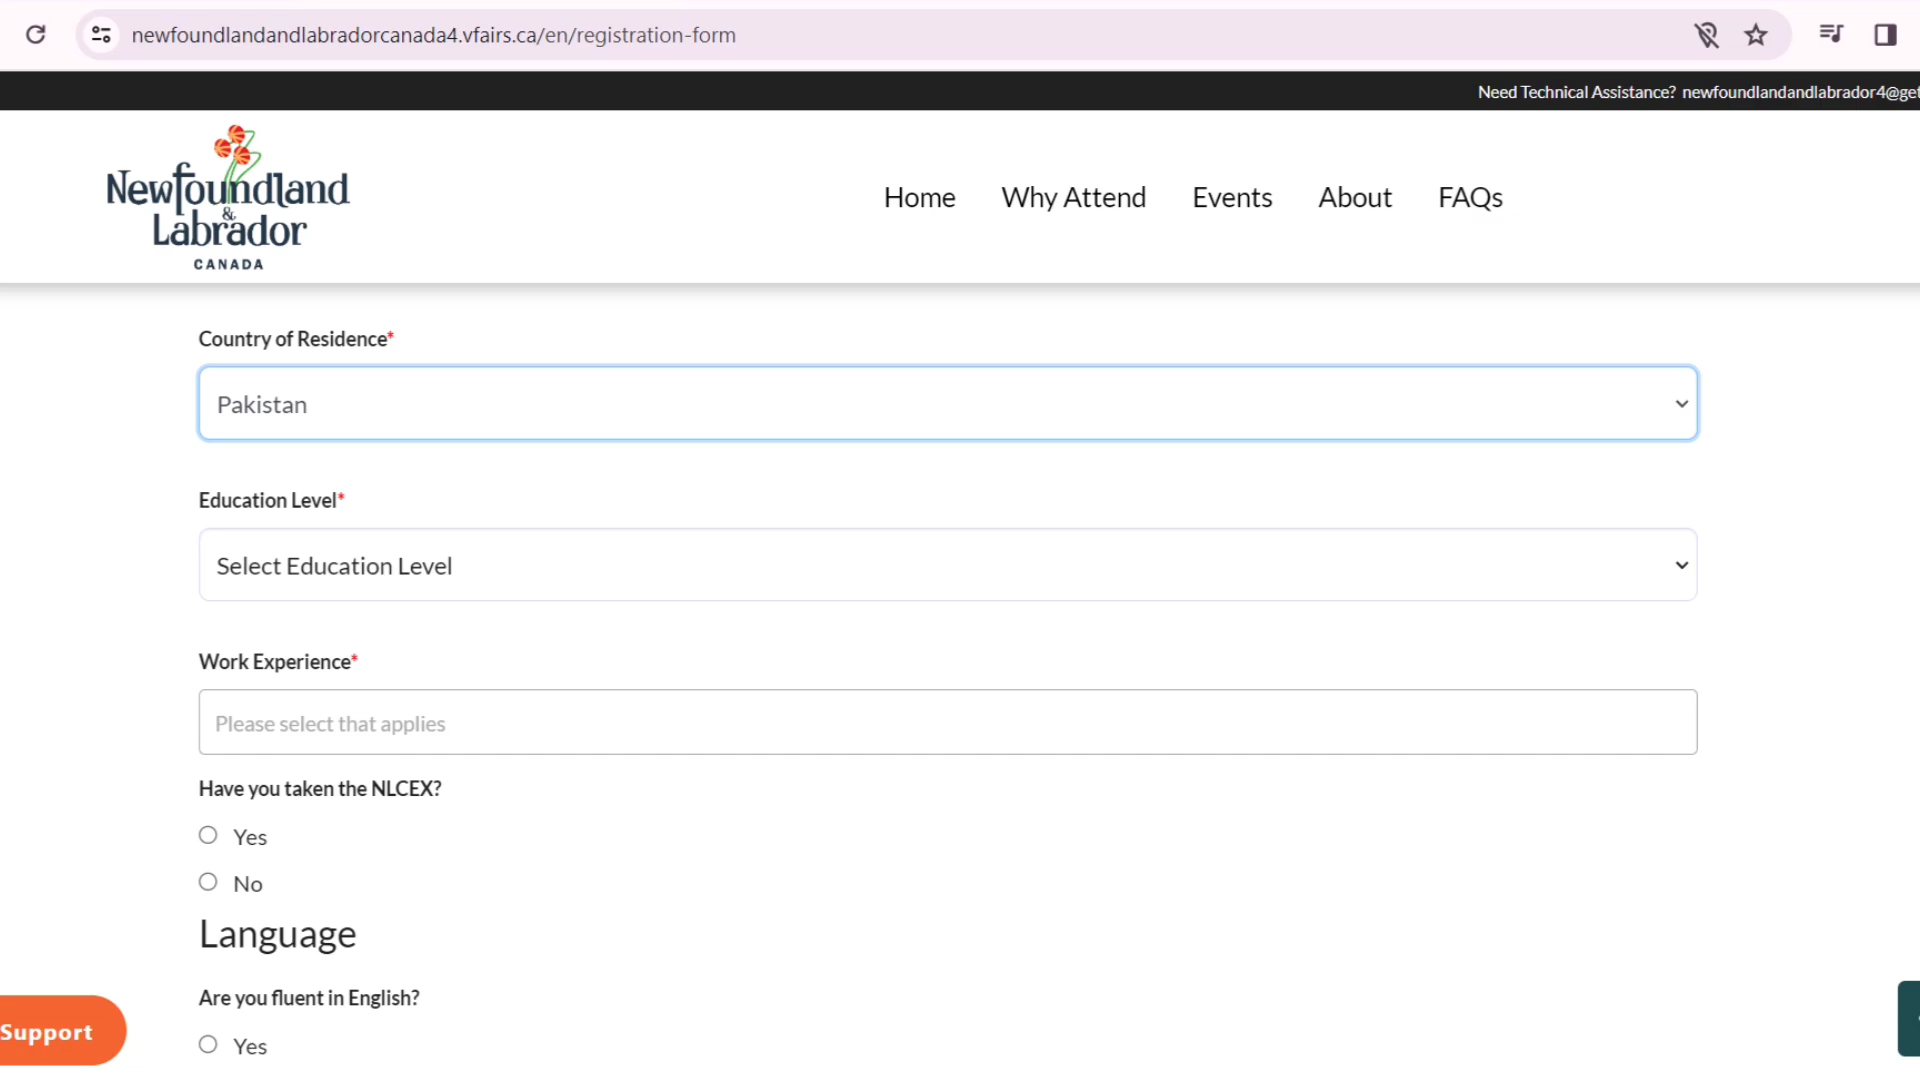 newfoundlandandlabradorcanada4.vfairs.ca/en/registration-form
Need Technical Assistance? newfoundlandandlabrador4@get
Newfoundland
&
Labrador
CANADA
Home Why Attend Events About FAQs
Country of Residence*
Pakistan
Education Level*
Select Education Level
Work Experience*
Please select that applies
Have you taken the NLCEX?
Yes
No
Language
Are you fluent in English?
Support
Yes